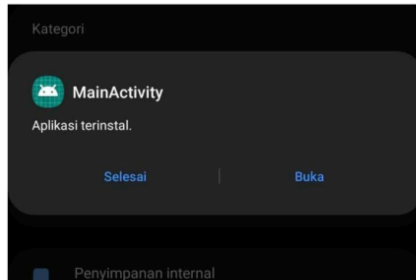 Kategori
MainActivity
Aplikasi terinstal.
Selesai
Buka
Penyimpanan internal